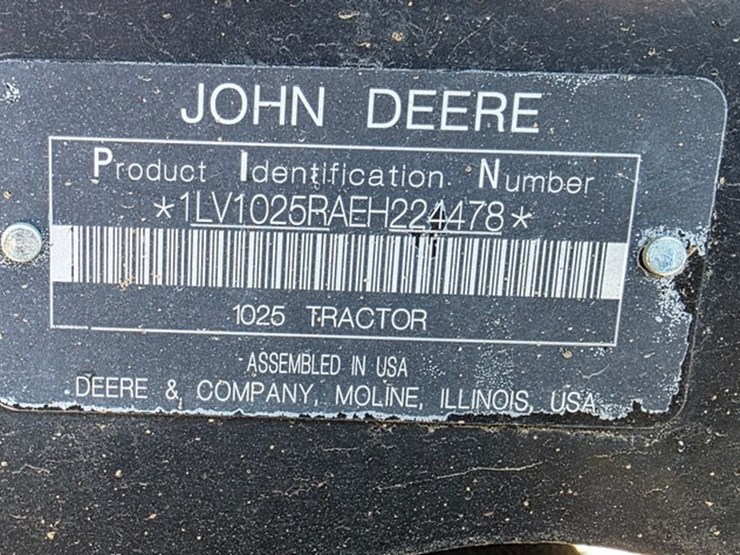 JOHN DEERE
Product Identification Number
*1LV1025RAEH224478*
1025 TRACTOR
ASSEMBLED IN USA
DEERE & COMPANY, MOLINE, ILLINOIS, USA